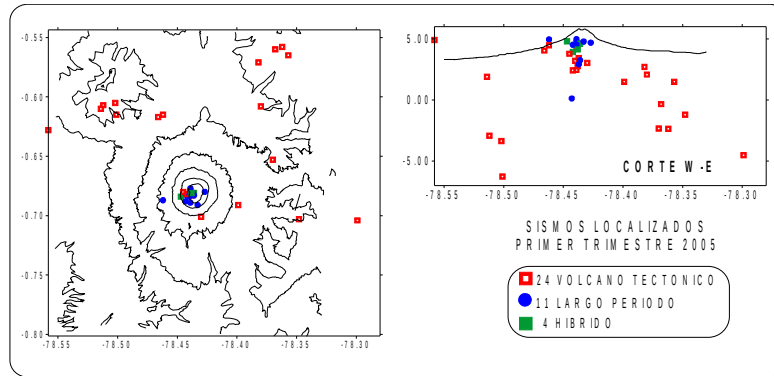 -0.55
-0.60
-0.65
-0.70
-0.75
-0.80
-78.55 -78.50 -78.45 -78.40 -78.35 -78.30
5.00
0.00
-5.00
CORTE W-E
-78.55 -78.50 -78.45 -78.40 -78.35 -78.30
SISMOS LOCALIZADOS
PRIMER TRIMESTRE 2005
24 VOLCANO TECTONICO
11 LARGO PERIODO
4 HIBRIDO